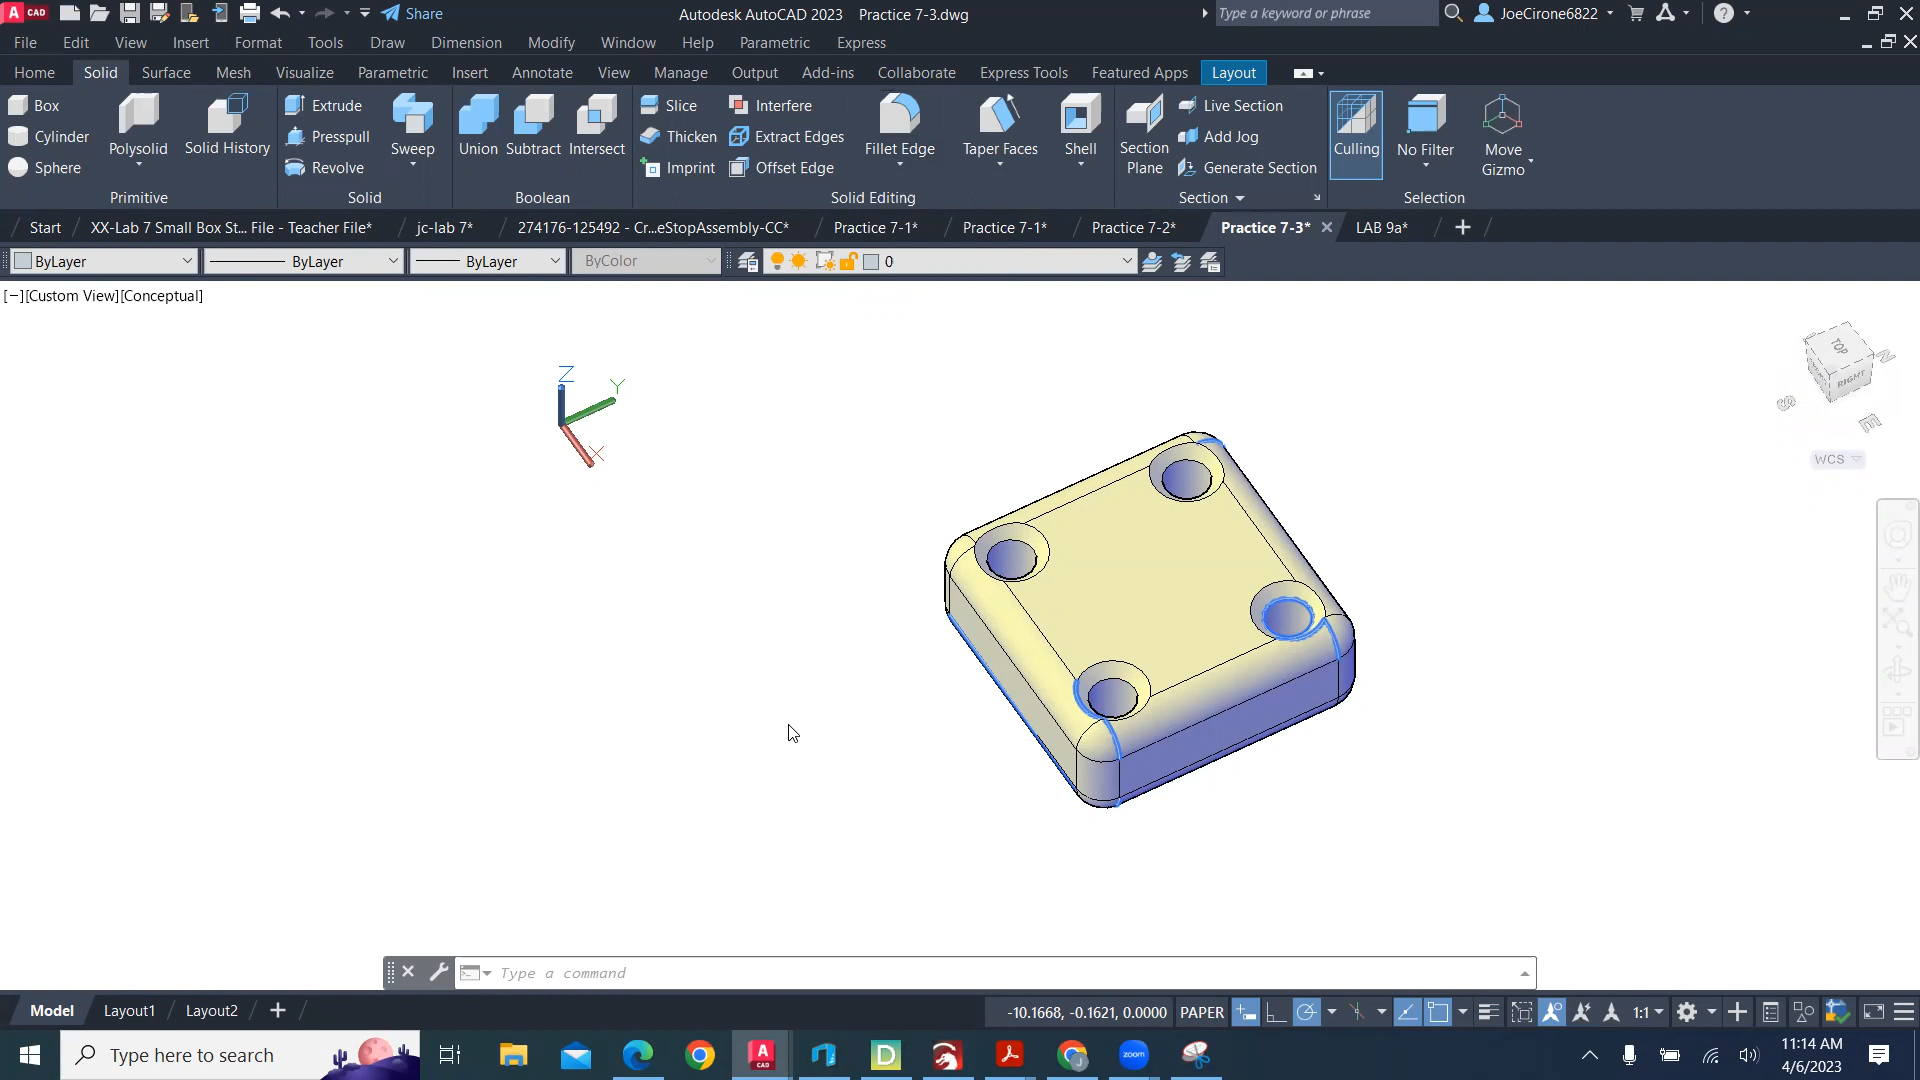 CAD Share Autodesk AutoCAD 2023 Practice 7-3.dwg Type a keyword or phrase JoeCirone6822
File Edit View Insert Format Tools Draw Dimension Modify Window Help Parametric Express
Home Solid Surface Mesh Visualize Parametric Insert Annotate View Manage Output Add-ins Collaborate Express Tools Featured Apps Layout
Box Extrude Slice Interfere Live Section
Cylinder Presspull Thicken Extract Edges Add Jog
Polysolid Solid History Sweep Union Subtract Intersect Fillet Edge Taper Faces Shell Section Plane Culling No Filter Move Gizmo
Sphere Revolve Imprint Offset Edge Generate Section
Primitive Solid Boolean Solid Editing Section Selection
Start XX-Lab 7 Small Box St... File - Teacher File* jc-lab 7* 274176-125492 - Cr...eStopAssembly-CC* Practice 7-1* Practice 7-1* Practice 7-2* Practice 7-3* LAB 9a*
ByLayer ByLayer ByLayer ByColor 0
[−][Custom View][Conceptual]
Z
Y
X
TOP
RIGHT
N
S
E
WCS
Type a command
Model Layout1 Layout2 -10.1668, -0.1621, 0.0000 PAPER 1:1
Type here to search A CAD D zoom 11:14 AM
4/6/2023